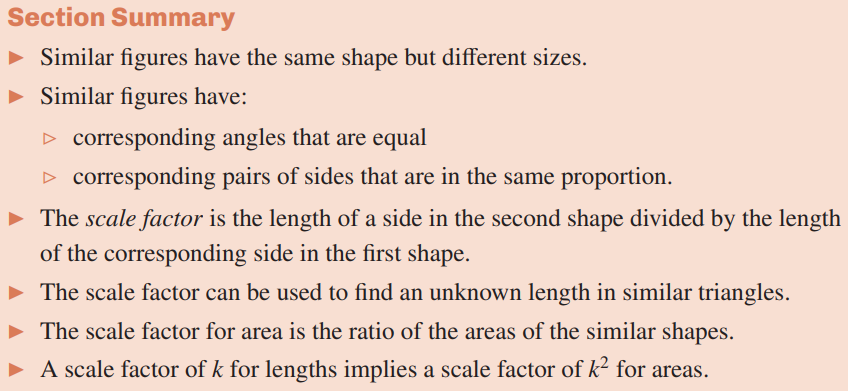 Section Summary
▶ Similar figures have the same shape but different sizes.
▶ Similar figures have:
▷ corresponding angles that are equal
▷ corresponding pairs of sides that are in the same proportion.
▶ The scale factor is the length of a side in the second shape divided by the length
of the corresponding side in the first shape.
▶ The scale factor can be used to find an unknown length in similar triangles.
▶ The scale factor for area is the ratio of the areas of the similar shapes.
▶ A scale factor of k for lengths implies a scale factor of k² for areas.